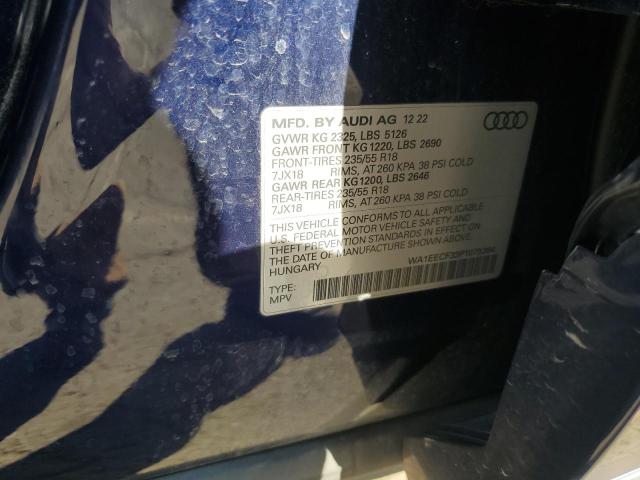 MFD. BY AUDI AG 12 22
GVWR KG 2325, LBS 5126
GAWR FRONT KG 1220, LBS 2690
FRONT-TIRES 235/55 R18
7JX18 RIMS, AT 260 KPA 38 PSI COLD
GAWR REAR KG 1200, LBS 2646
REAR-TIRES 235/55 R18
7JX18 RIMS, AT 260 KPA 38 PSI COLD
THIS VEHICLE CONFORMS TO ALL APPLICABLE
U.S. FEDERAL MOTOR VEHICLE SAFETY AND
THEFT PREVENTION STANDARDS IN EFFECT ON
THE DATE OF MANUFACTURE SHOWN ABOVE.
HUNGARY
TYPE:
MPV